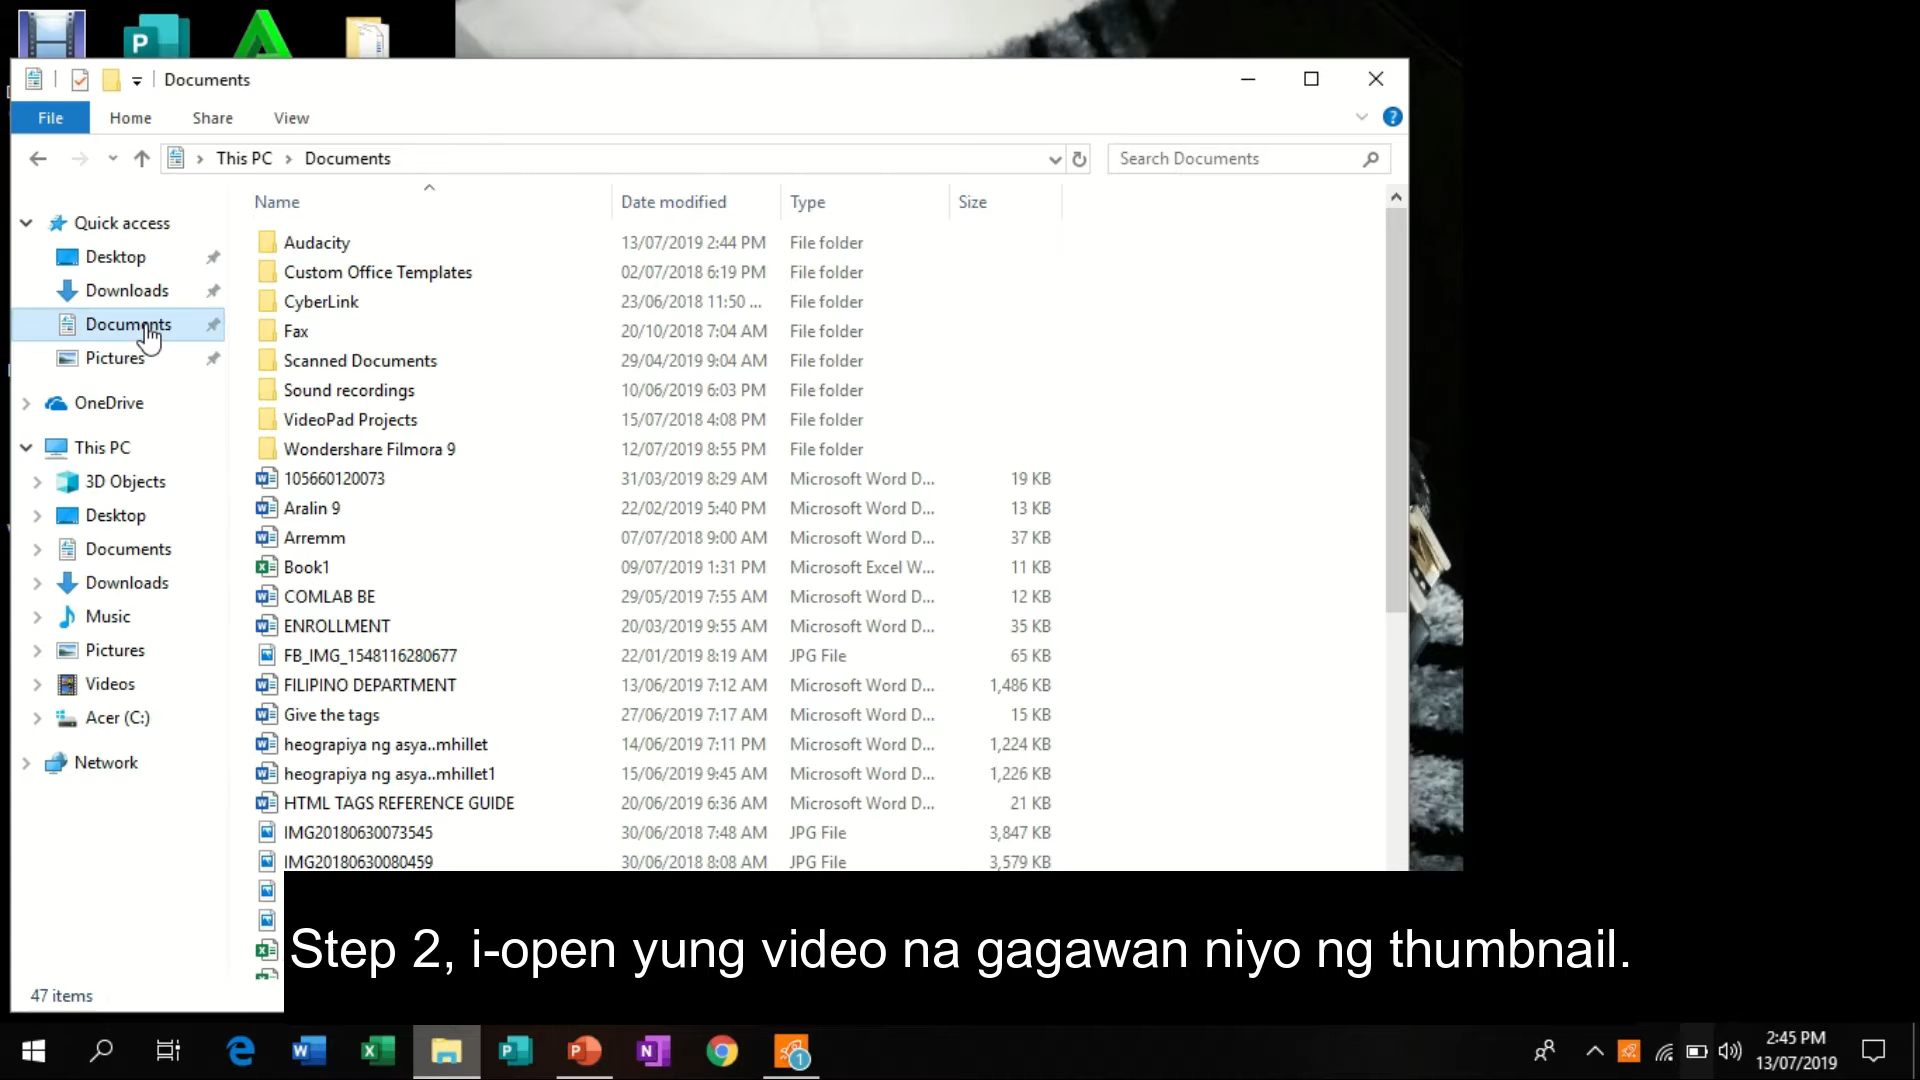 Documents
File
Home
Share
View
This PC
Documents
Search Documents
Name
Date modified
Type
Size
Quick access
Desktop
Downloads
Documents
Pictures
OneDrive
This PC
3D Objects
Desktop
Documents
Downloads
Music
Pictures
Videos
Acer (C:)
Network
Audacity 13/07/2019 2:44 PM File folder
Custom Office Templates 02/07/2018 6:19 PM File folder
CyberLink 23/06/2018 11:50 ... File folder
Fax 20/10/2018 7:04 AM File folder
Scanned Documents 29/04/2019 9:04 AM File folder
Sound recordings 10/06/2019 6:03 PM File folder
VideoPad Projects 15/07/2018 4:08 PM File folder
Wondershare Filmora 9 12/07/2019 8:55 PM File folder
105660120073 31/03/2019 8:29 AM Microsoft Word D... 19 KB
Aralin 9 22/02/2019 5:40 PM Microsoft Word D... 13 KB
Arremm 07/07/2018 9:00 AM Microsoft Word D... 37 KB
Book1 09/07/2019 1:31 PM Microsoft Excel W... 11 KB
COMLAB BE 29/05/2019 7:55 AM Microsoft Word D... 12 KB
ENROLLMENT 20/03/2019 9:55 AM Microsoft Word D... 35 KB
FB_IMG_1548116280677 22/01/2019 8:19 AM JPG File 65 KB
FILIPINO DEPARTMENT 13/06/2019 7:12 AM Microsoft Word D... 1,486 KB
Give the tags 27/06/2019 7:17 AM Microsoft Word D... 15 KB
heograpiya ng asya..mhillet 14/06/2019 7:11 PM Microsoft Word D... 1,224 KB
heograpiya ng asya..mhillet1 15/06/2019 9:45 AM Microsoft Word D... 1,226 KB
HTML TAGS REFERENCE GUIDE 20/06/2019 6:36 AM Microsoft Word D... 21 KB
IMG20180630073545 30/06/2018 7:48 AM JPG File 3,847 KB
IMG20180630080459 30/06/2018 8:08 AM JPG File 3,579 KB
Step 2, i-open yung video na gagawan niyo ng thumbnail.
47 items
2:45 PM
13/07/2019